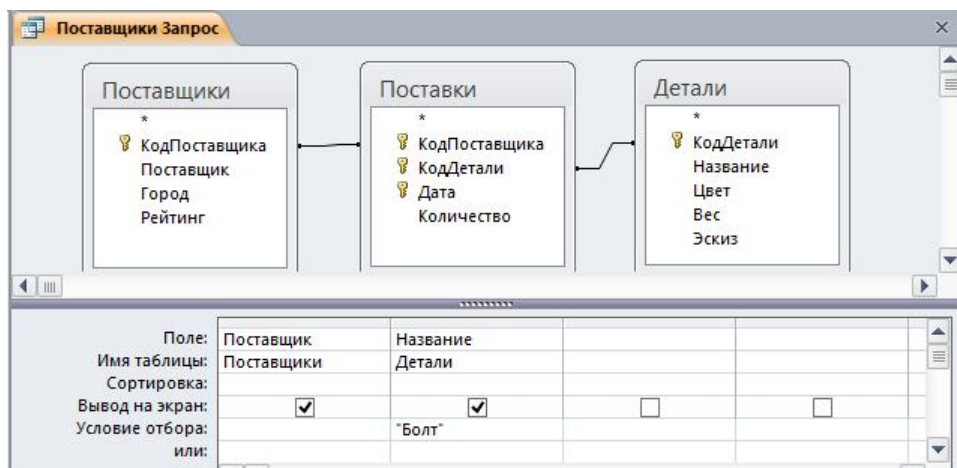 Поставщики Запрос
Поставщики
*
КодПоставщика
Поставщик
Город
Рейтинг
Поставки
*
КодПоставщика
КодДетали
Дата
Количество
Детали
*
КодДетали
Название
Цвет
Вес
Эскиз
Поле: Поставщик Название
Имя таблицы: Поставщики Детали
Сортировка:
Вывод на экран:
Условие отбора: "Болт"
или: